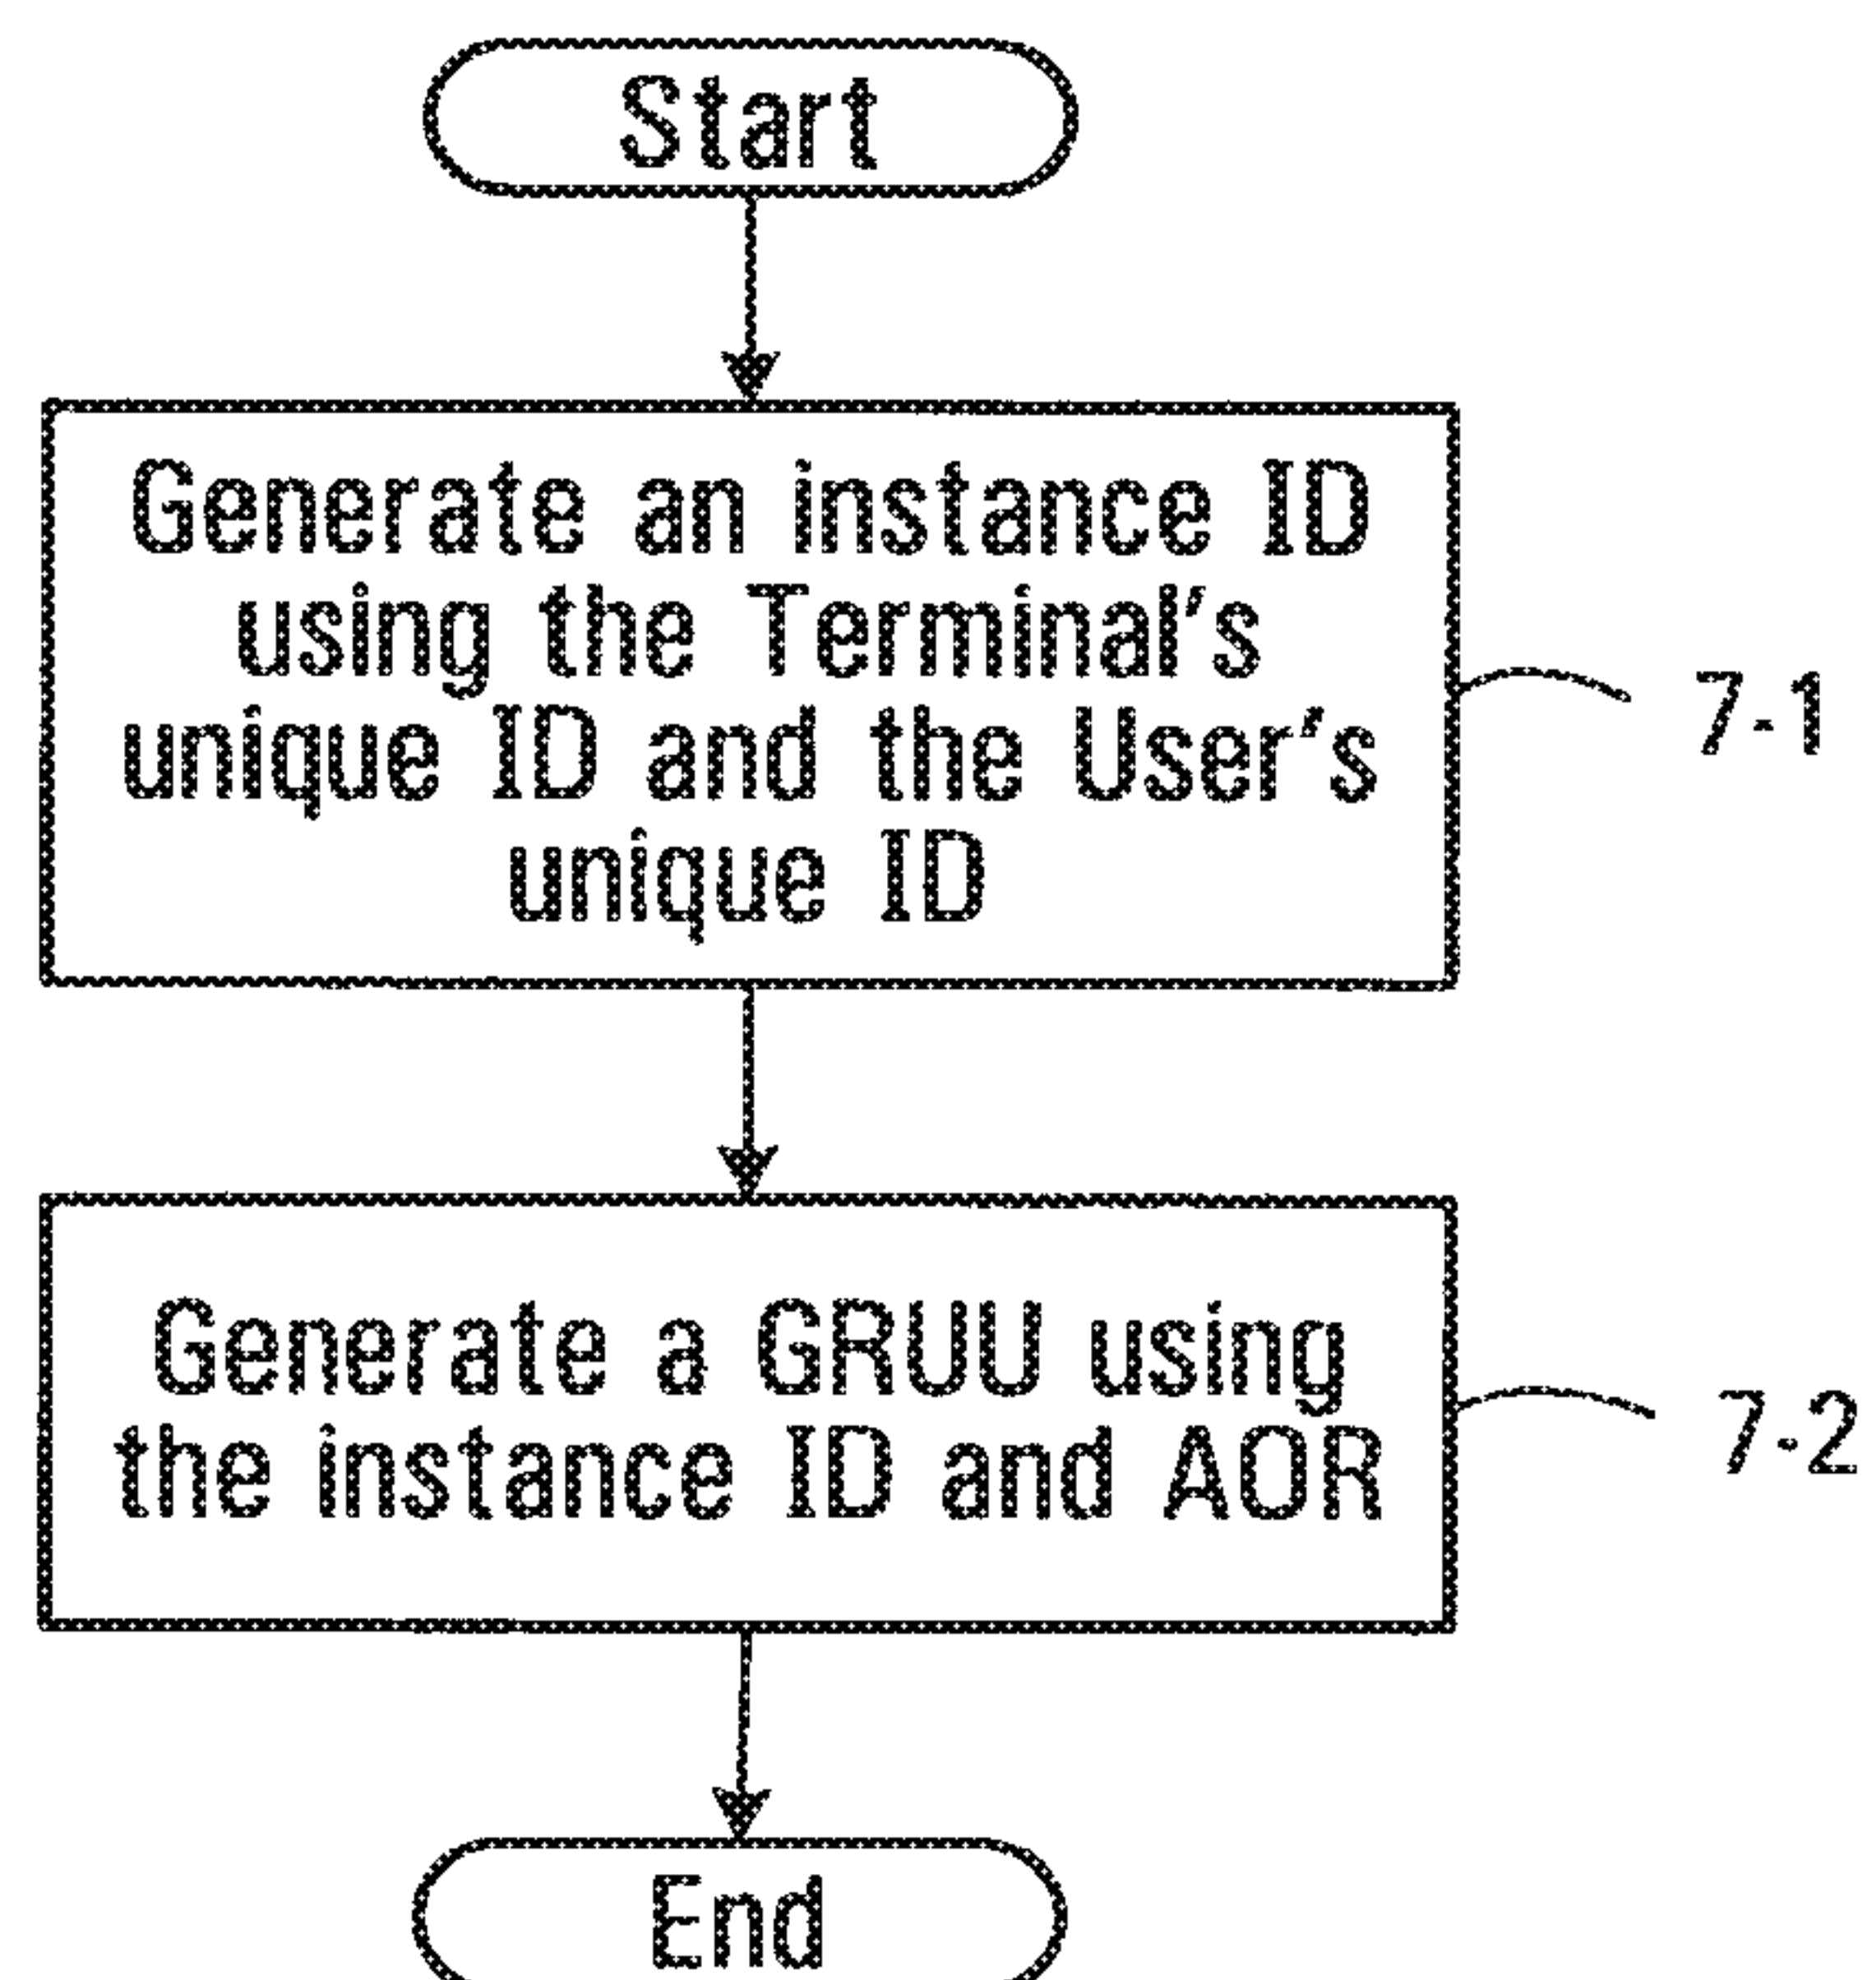 Start
Generate an instance ID
using the Terminal's
unique ID and the User's
unique ID
7-1
Generate a GRUU using
the instance ID and AOR
7-2
End